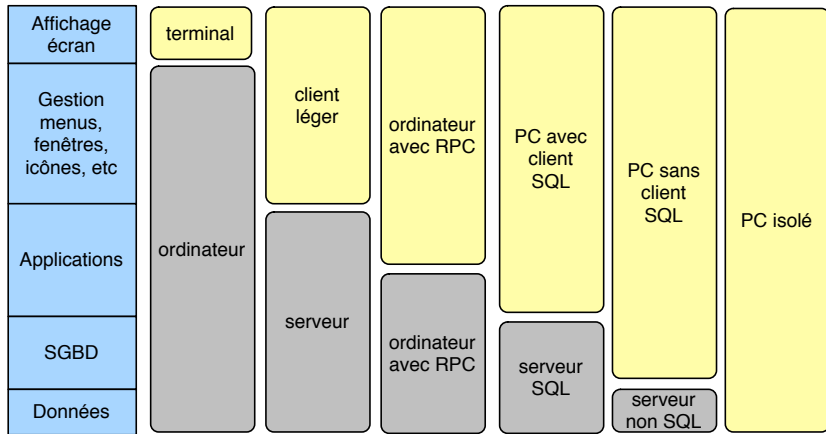 Affichage
écran
Gestion
menus,
fenêtres,
icônes, etc
Applications
SGBD
Données
terminal
ordinateur
client
léger
serveur
ordinateur
avec RPC
ordinateur
avec RPC
PC avec
client
SQL
serveur
SQL
PC sans
client
SQL
serveur
non SQL
PC isolé